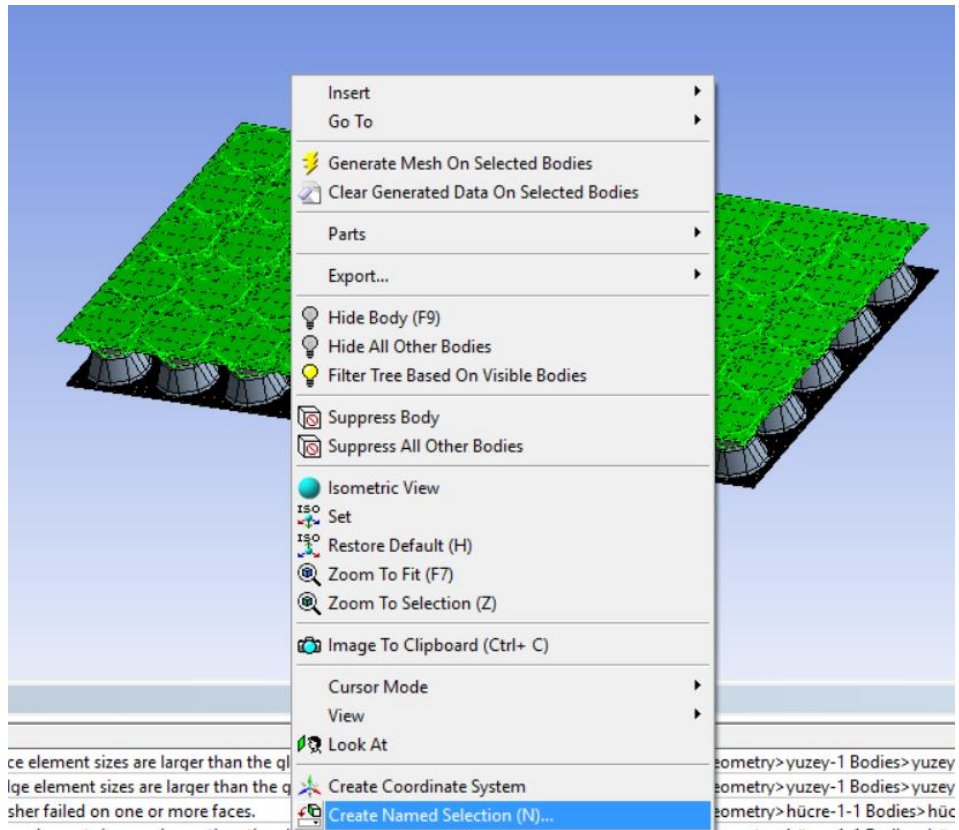 Insert
Go To
Generate Mesh On Selected Bodies
Clear Generated Data On Selected Bodies
Parts
Export...
Hide Body (F9)
Hide All Other Bodies
Filter Tree Based On Visible Bodies
Suppress Body
Suppress All Other Bodies
Isometric View
ISO Set
ISO Restore Default (H)
Zoom To Fit (F7)
Zoom To Selection (Z)
Image To Clipboard (Ctrl+ C)
Cursor Mode
View
Look At
ce element sizes are larger than the gl
eometry>yuzey-1 Bodies>yuzey
Create Coordinate System
ge element sizes are larger than the g
eometry>yuzey-1 Bodies>yuzey
Create Named Selection (N)...
sher failed on one or more faces.
eometry>hücre-1-1 Bodies>hüc